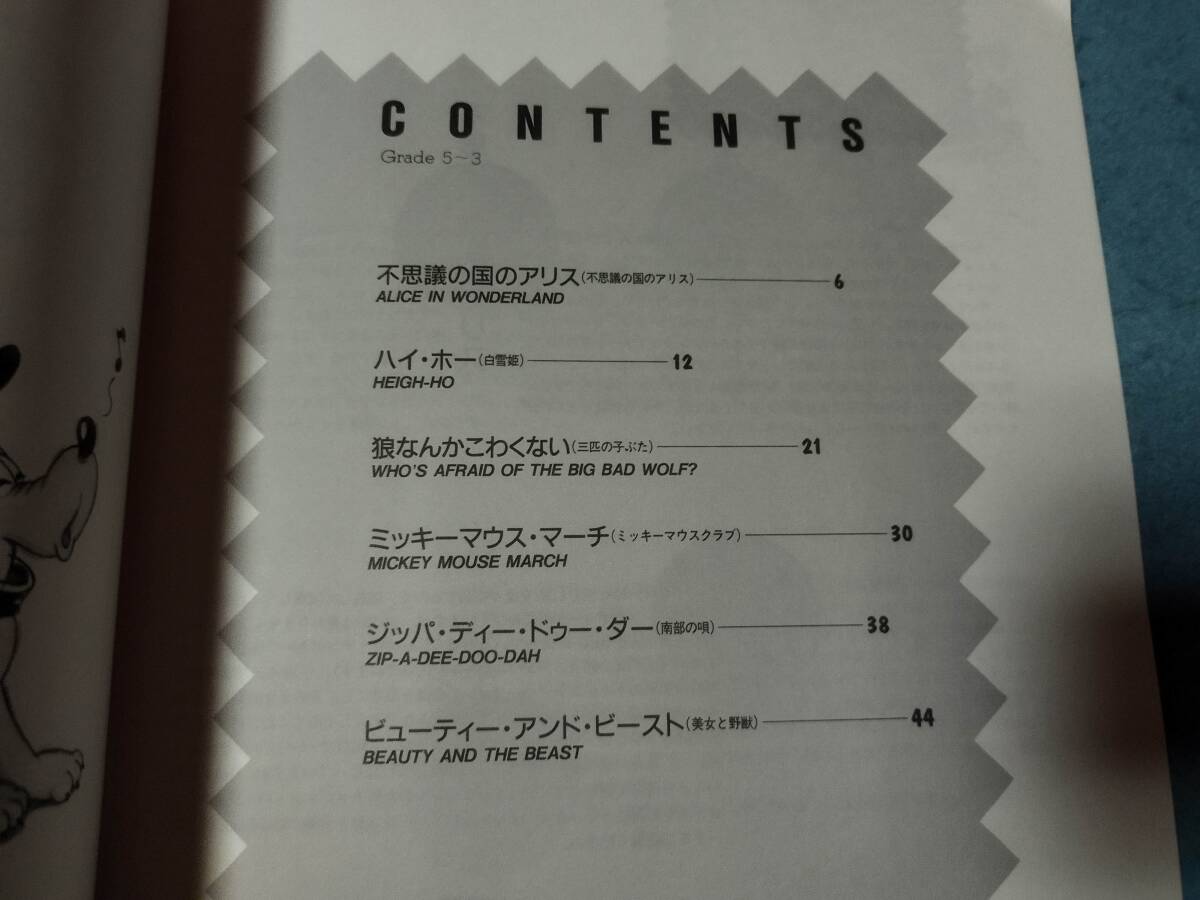 CONTENTS
Grade 5~3
不思議の国のアリス(不思議の国のアリス) 6
ALICE IN WONDERLAND
ハイ・ホー(白雪姫) 12
HEIGH-HO
狼なんかこわくない(三匹の子ぶた) 21
WHO'S AFRAID OF THE BIG BAD WOLF?
ミッキーマウス・マーチ(ミッキーマウスクラブ) 30
MICKEY MOUSE MARCH
ジッパ・ディー・ドゥー・ダー(南部の唄) 38
ZIP-A-DEE-DOO-DAH
ビューティー・アンド・ビースト(美女と野獣) 44
BEAUTY AND THE BEAST